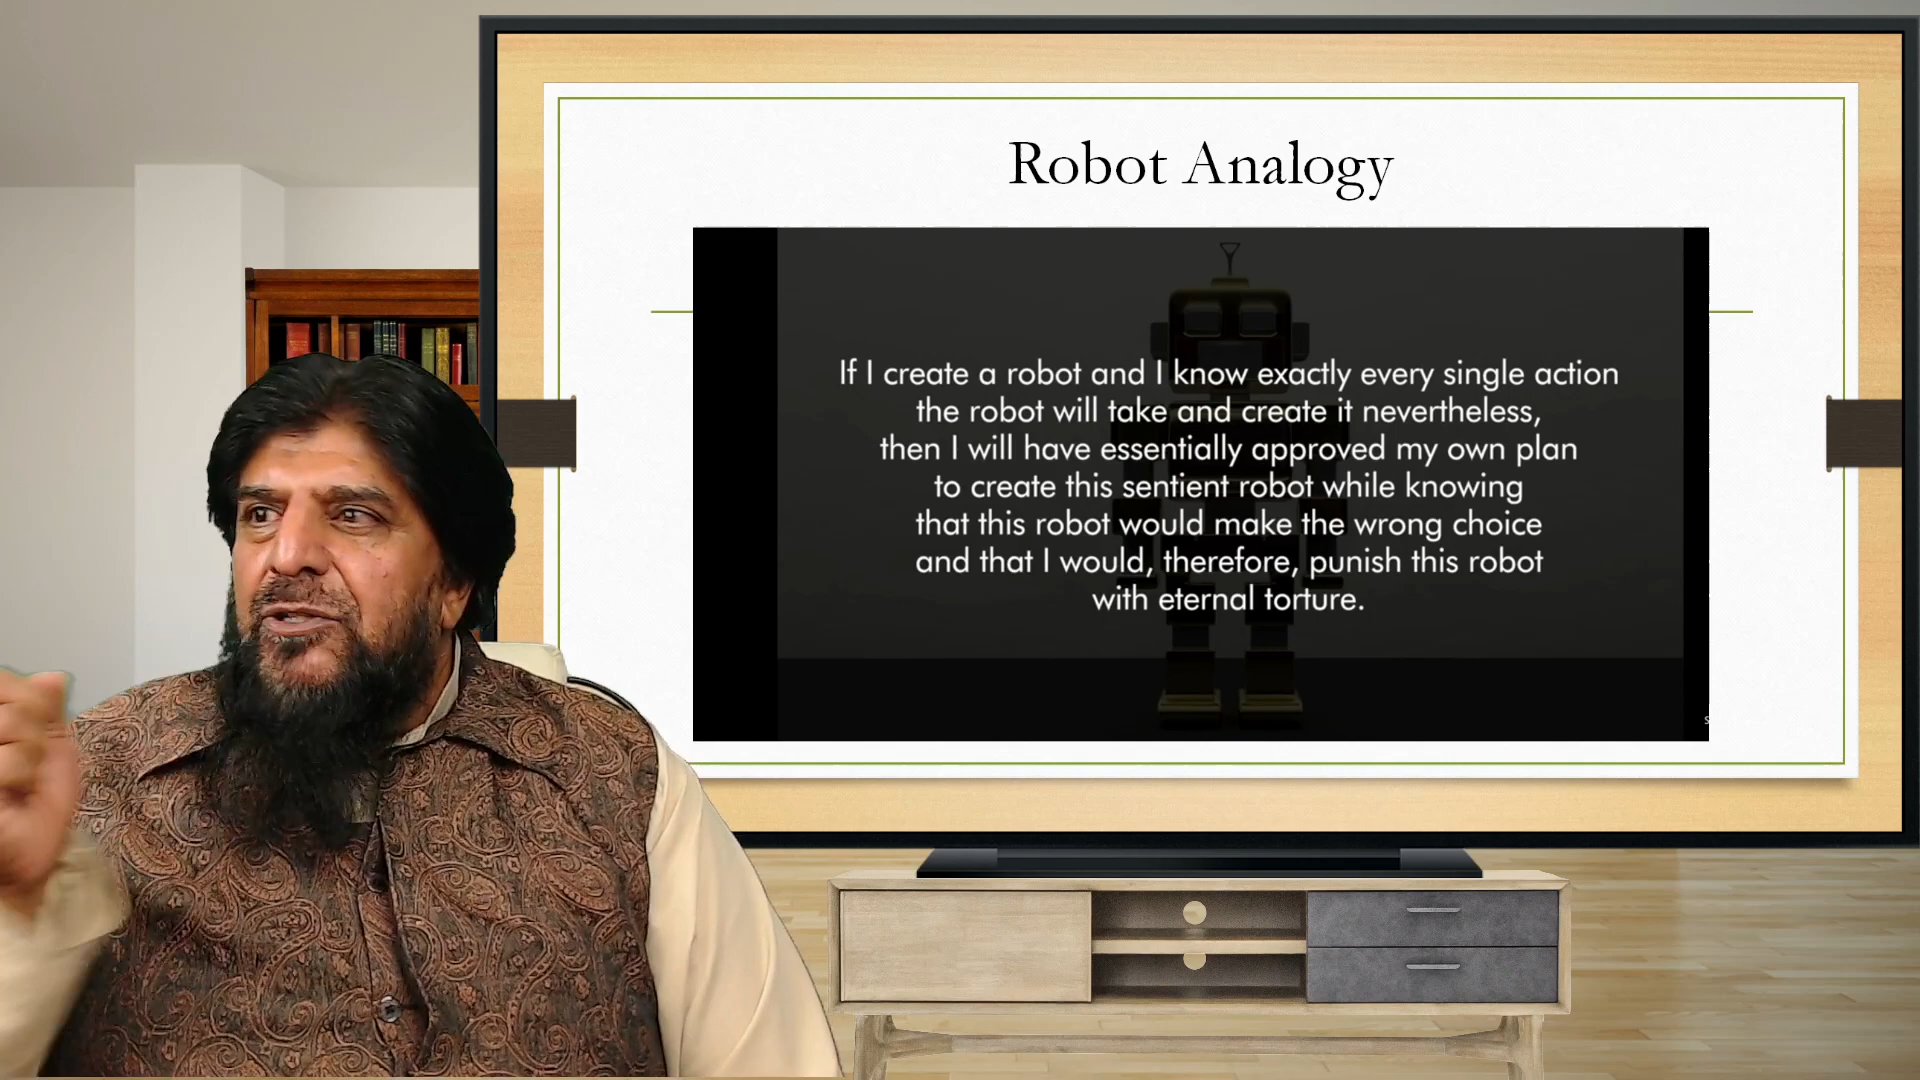 Robot Analogy
If I create a robot and I know exactly every single action
the robot will take and create it nevertheless,
then I will have essentially approved my own plan
to create this sentient robot while knowing
that this robot would make the wrong choice
and that I would, therefore, punish this robot
with eternal torture.